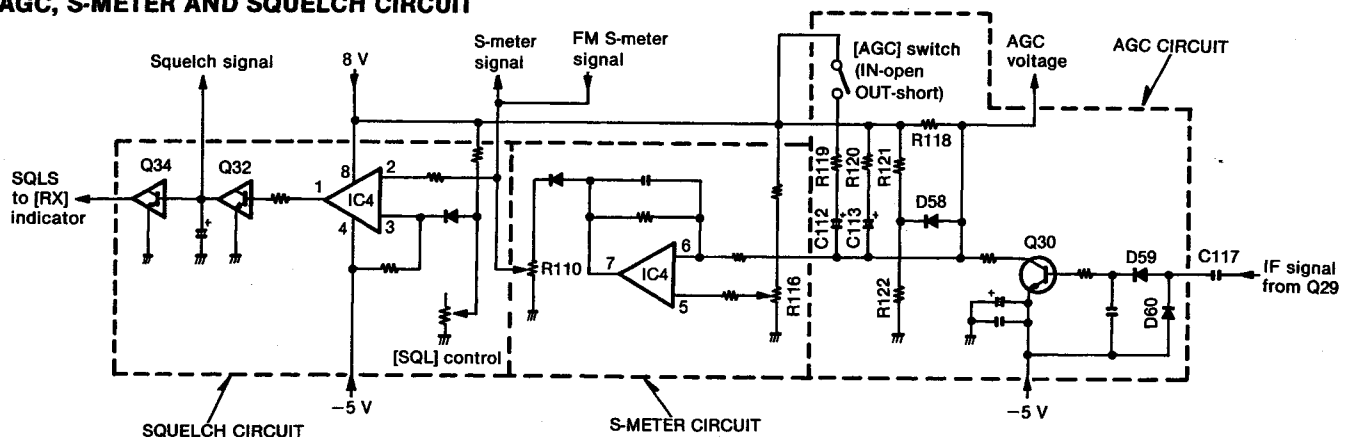 AGC, S-METER AND SQUELCH CIRCUIT
Squelch signal
8 V
S-meter
signal
FM S-meter
signal
[AGC] switch
(IN-open
OUT-short)
AGC
voltage
AGC CIRCUIT
SQLS
to [RX]
indicator
Q34
Q32
1
8
2
IC4
4
3
R118
R119
R120
R121
C112
C113
D58
Q30
D59
C117
IF signal
from Q29
D60
R110
7
IC4
6
5
R116
R122
[SQL] control
−5 V
−5 V
SQUELCH CIRCUIT
S-METER CIRCUIT